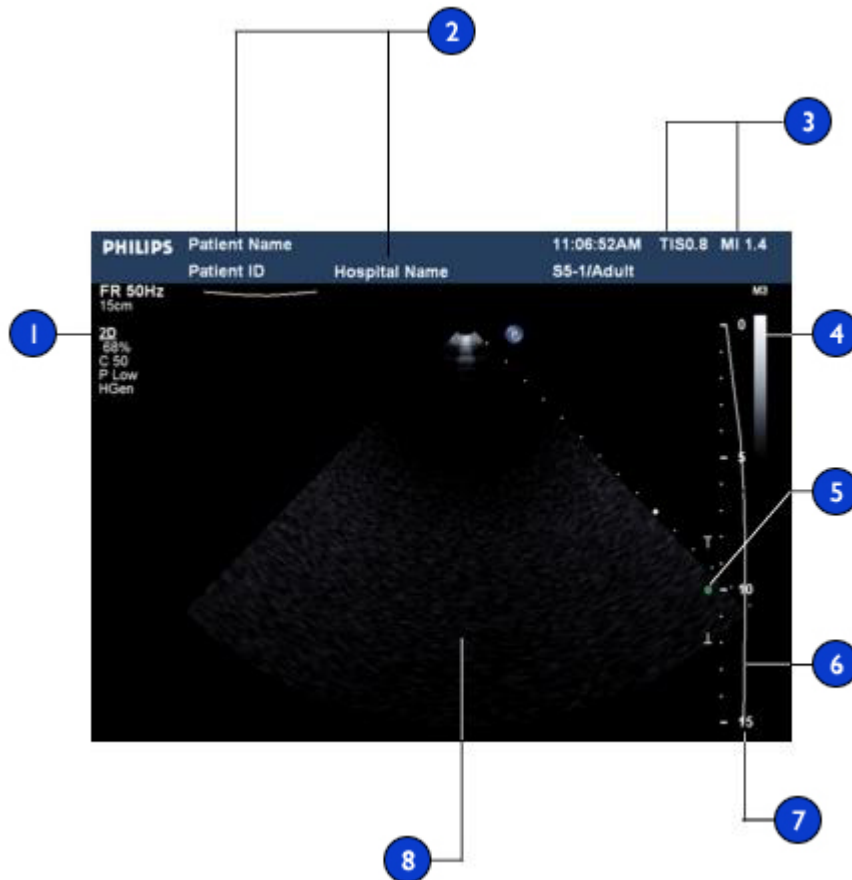 2
3
PHILIPS Patient Name 11:06:52AM TIS0.8 MI 1.4
Patient ID Hospital Name S5-1/Adult
FR 50Hz
15cm
M3
1
2D
68%
C 50
P Low
HGen
0
4
5
5
T
10
⊥
6
15
7
8